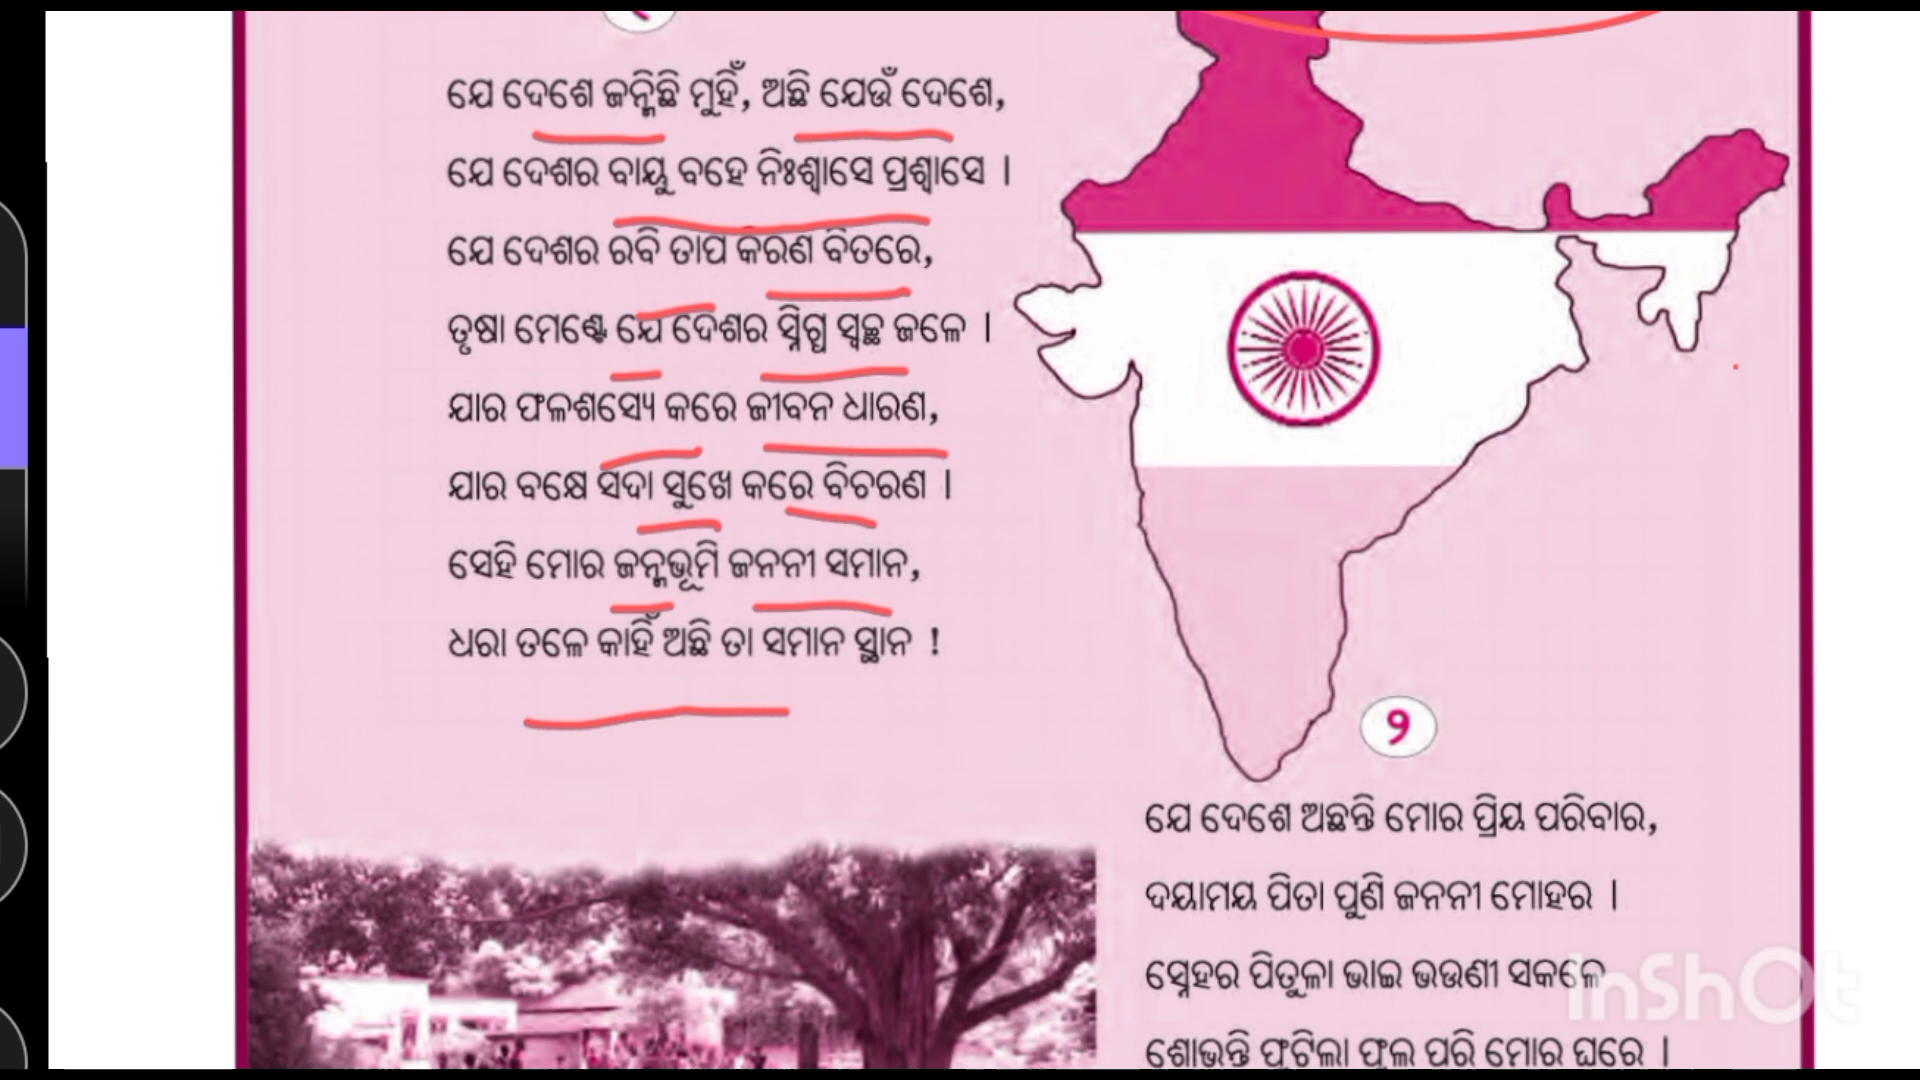 ଯେ ଦେଶେ ଜନ୍ମିଛି ମୁହିଁ, ଅଛି ଯେଉଁ ଦେଶେ,
ଯେ ଦେଶର ବାୟୁ ବହେ ନିଃଶ୍ୱାସେ ପ୍ରଶ୍ୱାସେ ।
ଯେ ଦେଶର ରବି ତାପ କିରଣ ବିତରେ,
ତୃଷା ମେଣ୍ଟେ ଯେ ଦେଶର ସ୍ନିଗ୍ଧ ସ୍ୱଚ୍ଛ ଜଳେ ।
ଯାର ଫଳଶସ୍ୟେ କରେ ଜୀବନ ଧାରଣ,
ଯାର ବକ୍ଷେ ସଦା ସୁଖେ କରେ ବିଚରଣ ।
ସେହି ମୋର ଜନ୍ମଭୂମି ଜନନୀ ସମାନ,
ଧରା ତଳେ କାହିଁ ଅଛି ତା ସମାନ ସ୍ଥାନ !
୨
ଯେ ଦେଶେ ଅଛନ୍ତି ମୋର ପ୍ରିୟ ପରିବାର,
ଦୟାମୟ ପିତା ପୁଣି ଜନନୀ ମୋହର ।
ସ୍ନେହର ପିତୁଳା ଭାଇ ଭଉଣୀ ସକଳେ
ଶୋଭନ୍ତି ଫୁଟିଲା ଫୁଲ ପରି ମୋର ଘରେ ।
InShOt